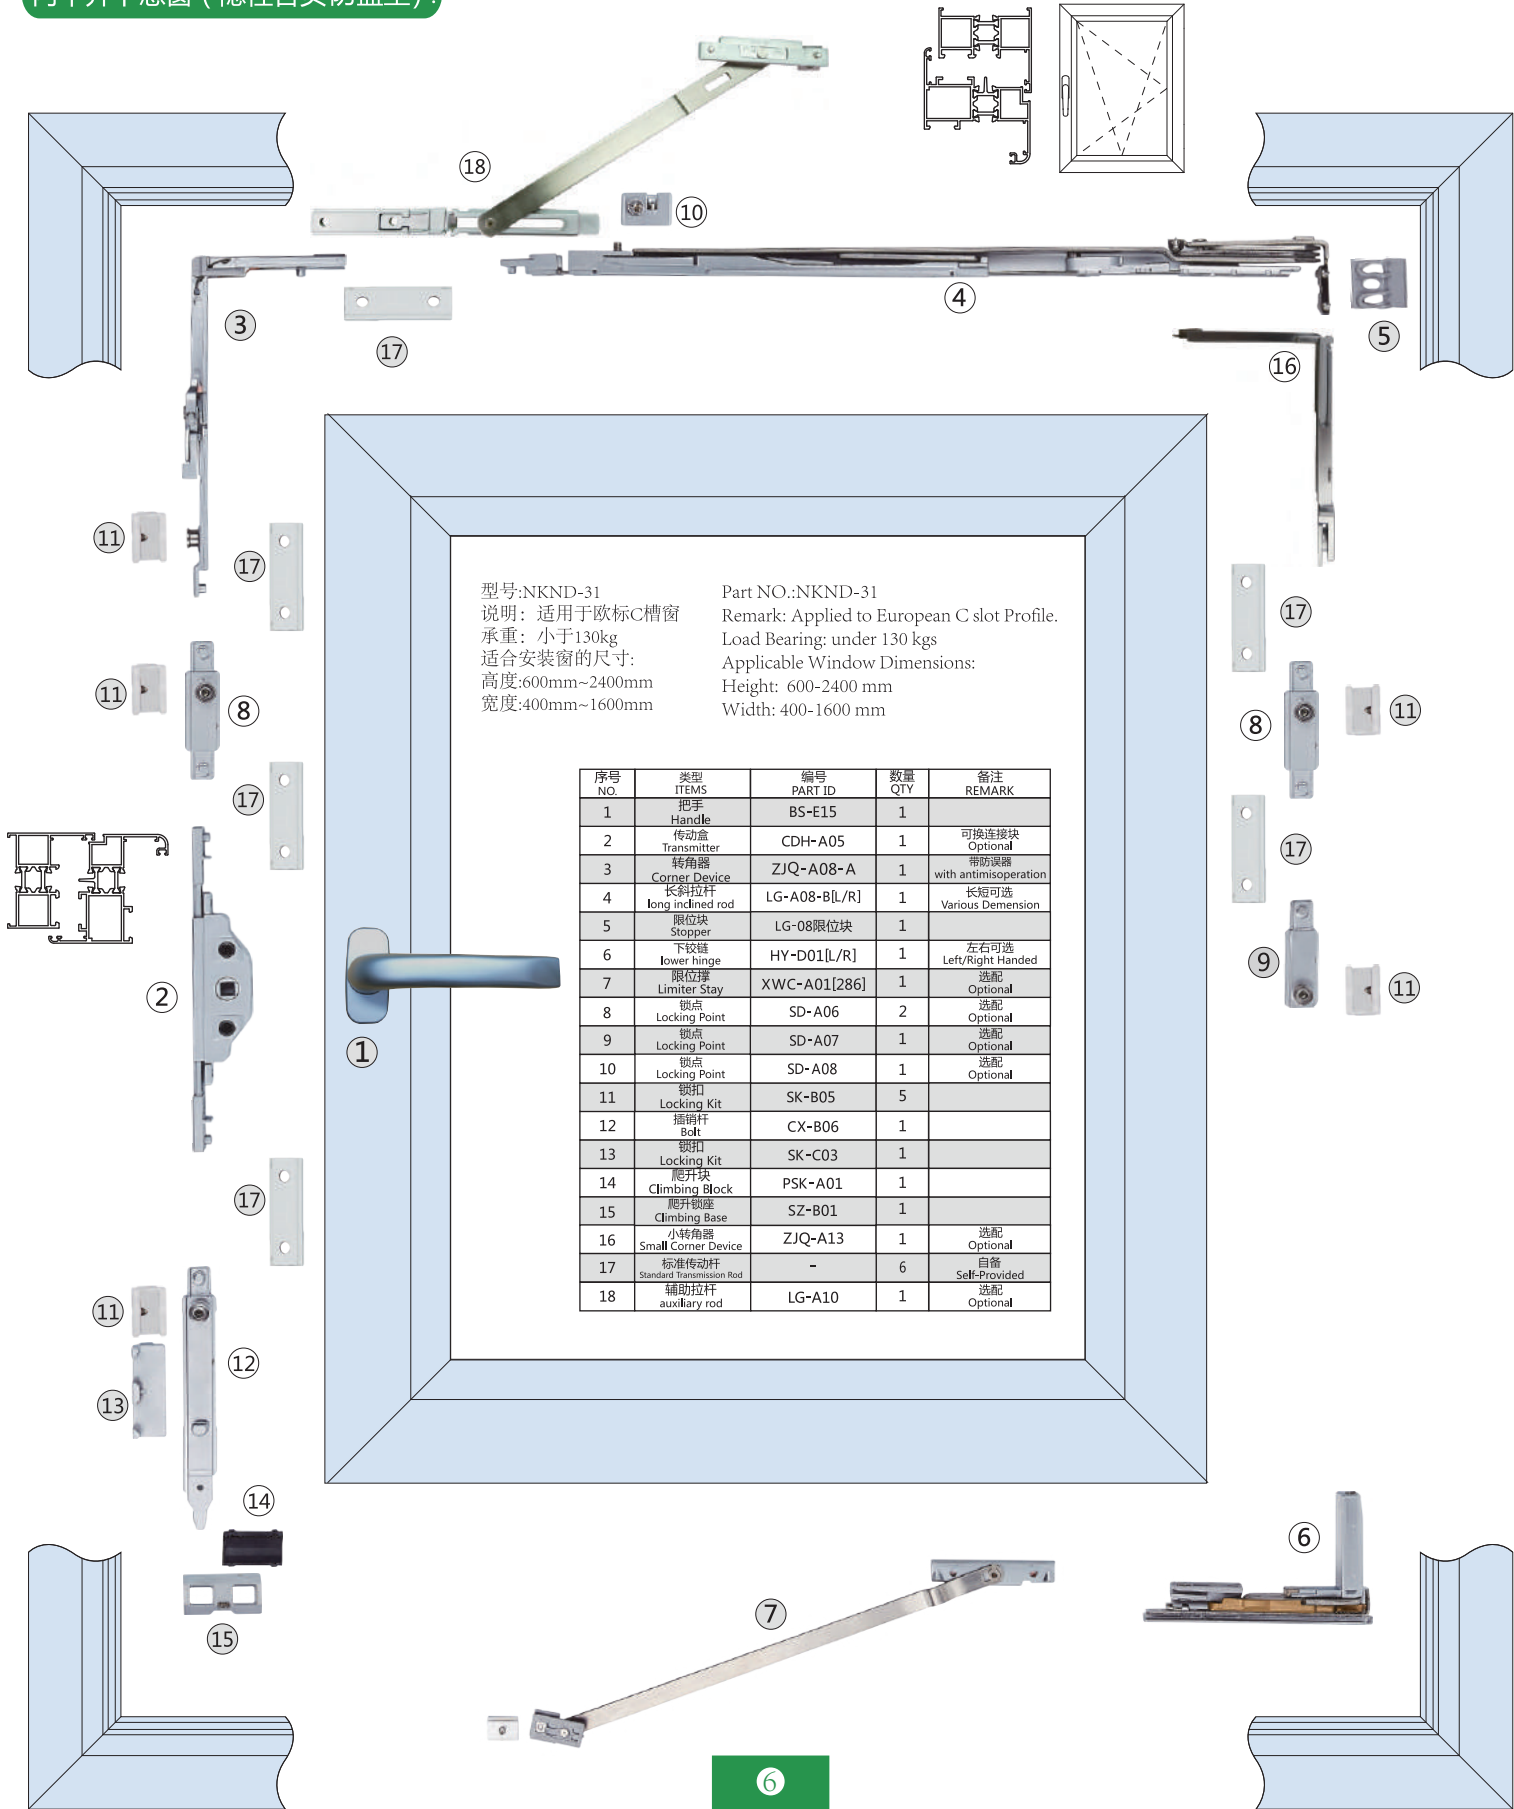 18
10
3
4
5
17
16
11
17
型号:NKND-31
说明：适用于欧标C槽窗
承重：小于130kg
适合安装窗的尺寸:
高度:600mm~2400mm
宽度:400mm~1600mm
Part NO.:NKND-31
Remark: Applied to European C slot Profile.
Load Bearing: under 130 kgs
Applicable Window Dimensions:
Height: 600-2400 mm
Width: 400-1600 mm
17
11
8
8
11
17
17
2
1
9
11
序号 类型 编号 数量 备注
NO. ITEMS PART ID QTY REMARK
1 把手 Handle BS-E15 1
2 传动盒 Transmitter CDH-A05 1 可换连接块 Optional
3 转角器 Corner Device ZJQ-A08-A 1 带防误器 with antimisoperation
4 长斜拉杆 long inclined rod LG-A08-B[L/R] 1 长短可选 Various Demension
5 限位块 Stopper LG-08限位块 1
6 下铰链 lower hinge HY-D01[L/R] 1 左右可选 Left/Right Handed
7 限位撑 Limiter Stay XWC-A01[286] 1 选配 Optional
8 锁点 Locking Point SD-A06 2 选配 Optional
9 锁点 Locking Point SD-A07 1 选配 Optional
10 锁点 Locking Point SD-A08 1 选配 Optional
11 锁扣 Locking Kit SK-B05 5
12 插销杆 Bolt CX-B06 1
13 锁扣 Locking Kit SK-C03 1
14 爬升块 Climbing Block PSK-A01 1
15 爬升锁座 Climbing Base SZ-B01 1
16 小转角器 Small Corner Device ZJQ-A13 1 选配 Optional
17 标准传动杆 Standard Transmission Rod - 6 自备 Self-Provided
18 辅助拉杆 auxiliary rod LG-A10 1 选配 Optional
17
11
12
13
14
15
6
7
6